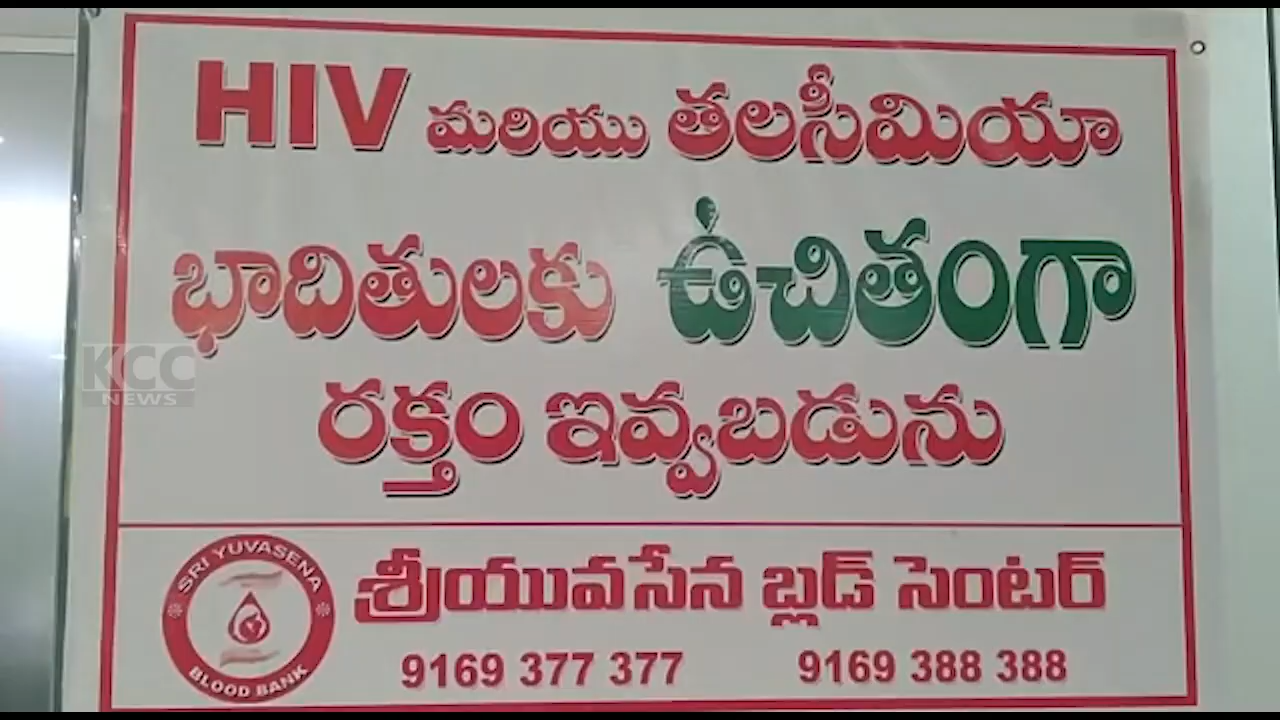 HIV మరియు తలసీమియా
భాదితులకు ఉచితంగా
రక్తం ఇవ్వబడును
KCC
NEWS
SRI YUVASENA
BLOOD BANK
శ్రీయువసేన బ్లడ్ సెంటర్
9169 377 377 9169 388 388